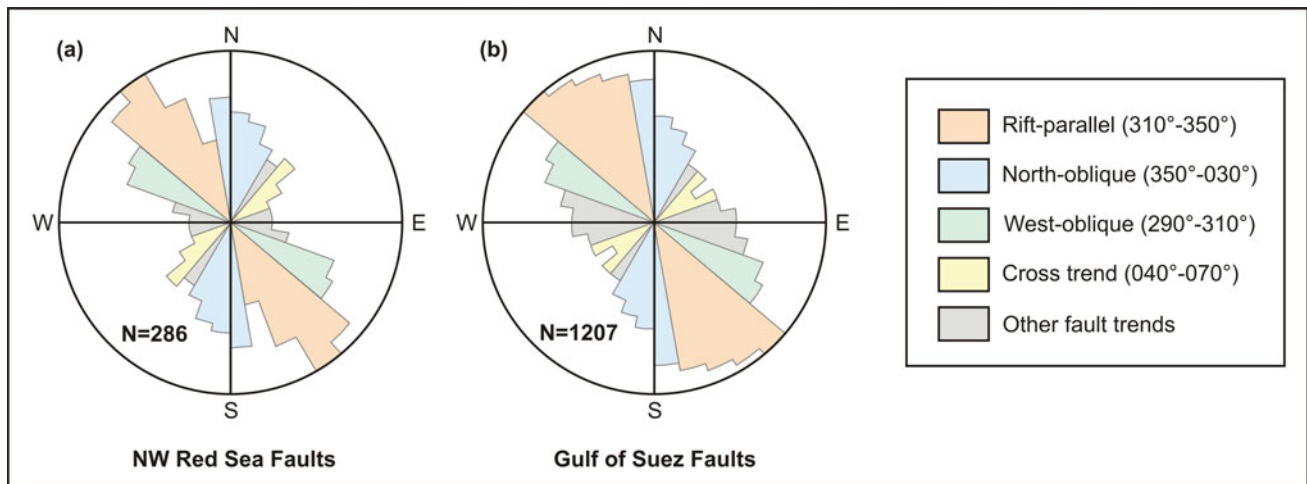 (a)
N
W
E
S
N=286
NW Red Sea Faults
(b)
N
W
E
S
N=1207
Gulf of Suez Faults
Rift-parallel (310°-350°)
North-oblique (350°-030°)
West-oblique (290°-310°)
Cross trend (040°-070°)
Other fault trends